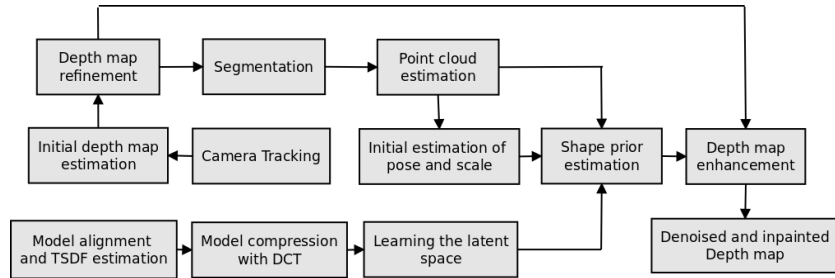 Depth map
refinement
Segmentation
Point cloud
estimation
Initial depth map
estimation
Camera Tracking
Initial estimation of
pose and scale
Shape prior
estimation
Depth map
enhancement
Model alignment
and TSDF estimation
Model compression
with DCT
Learning the latent
space
Denoised and inpainted
Depth map